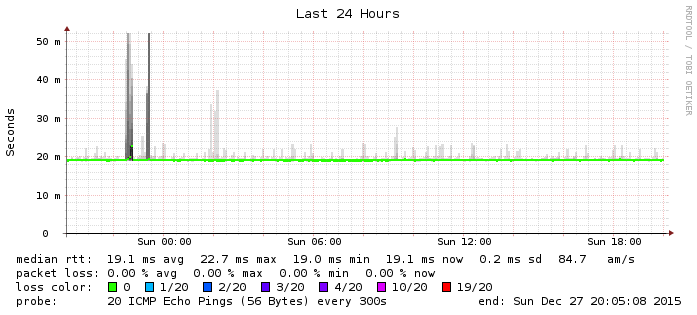 Last 24 Hours
RRDTOOL / TOBI OETIKER
Seconds
50 m
40 m
30 m
20 m
10 m
0
Sun 00:00 Sun 06:00 Sun 12:00 Sun 18:00
median rtt: 19.1 ms avg 22.7 ms max 19.0 ms min 19.1 ms now 0.2 ms sd 84.7 am/s
packet loss: 0.00 % avg 0.00 % max 0.00 % min 0.00 % now
loss color: 0 1/20 2/20 3/20 4/20 10/20 19/20
probe: 20 ICMP Echo Pings (56 Bytes) every 300s end: Sun Dec 27 20:05:08 2015